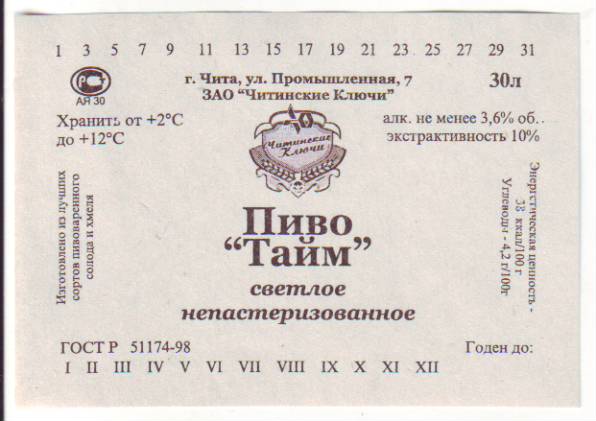 1 3 5 7 9 11 13 15 17 19 21 23 25 27 29 31
РСТ
АЯ 30
г. Чита, ул. Промышленная, 7
ЗАО “Читинские Ключи”
30л
Хранить от +2°С
до +12°С
алк. не менее 3,6% об..
экстрактивность 10%
Читинские
Ключи
Изготовлено из лучших
сортов пивоваренного
солода и хмеля
Пиво
“Тайм”
светлое
непастеризованное
Энергетическая ценность -
38 ккал/100 г
Углеводы - 4,2 г/100г
ГОСТ Р 51174-98
Годен до:
I II III IV V VI VII VIII IX X XI XII